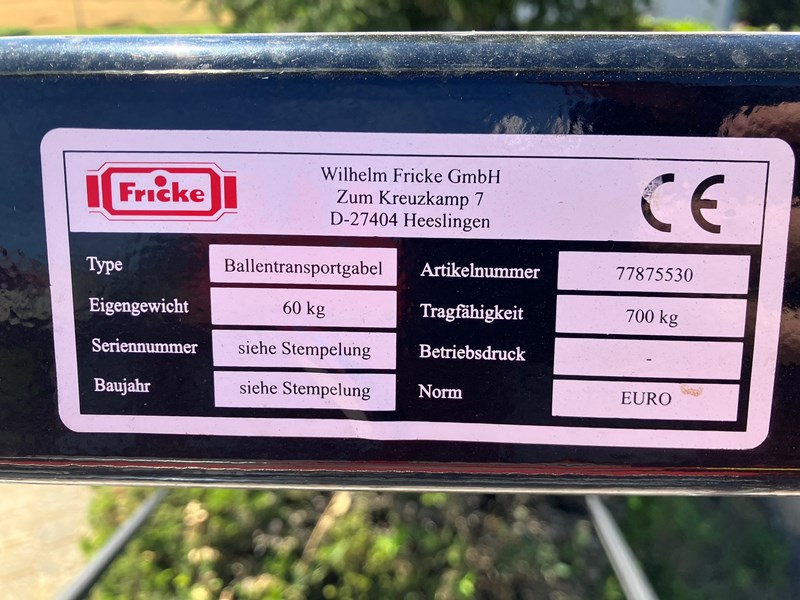 Fricke
Wilhelm Fricke GmbH
Zum Kreuzkamp 7
D-27404 Heeslingen
CE
Type Ballentransportgabel Artikelnummer 77875530
Eigengewicht 60 kg Tragfähigkeit 700 kg
Seriennummer siehe Stempelung Betriebsdruck -
Baujahr siehe Stempelung Norm EURO